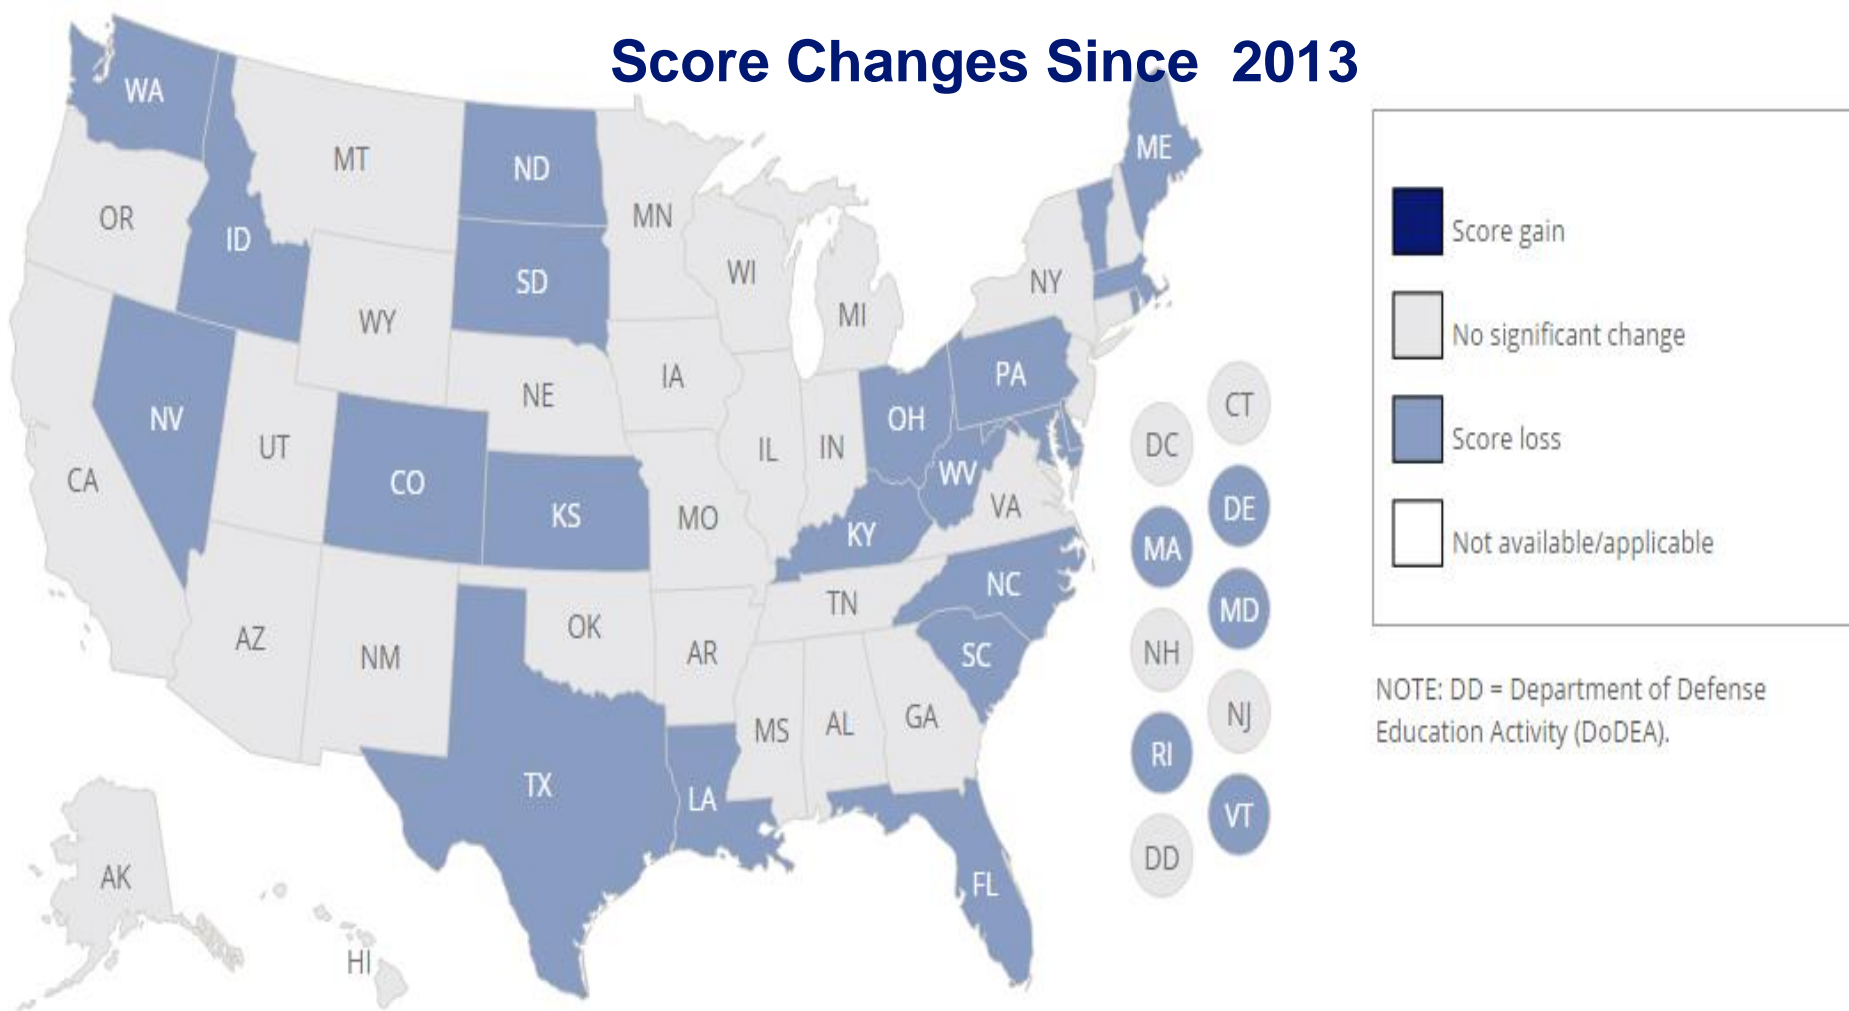 Score Changes Since 2013
WA
MT
ND
ME
OR
ID
MN
SD
WI
NY
MI
WY
IA
PA
NE
CT
NV
OH
DC
UT
IL
IN
CA
CO
WV
DE
KS
MO
VA
KY
MA
NC
TN
MD
AZ
OK
NM
AR
SC
NH
MS
AL
GA
NJ
TX
LA
RI
VT
DD
AK
FL
HI
Score gain
No significant change
Score loss
Not available/applicable
NOTE: DD = Department of Defense
Education Activity (DoDEA).